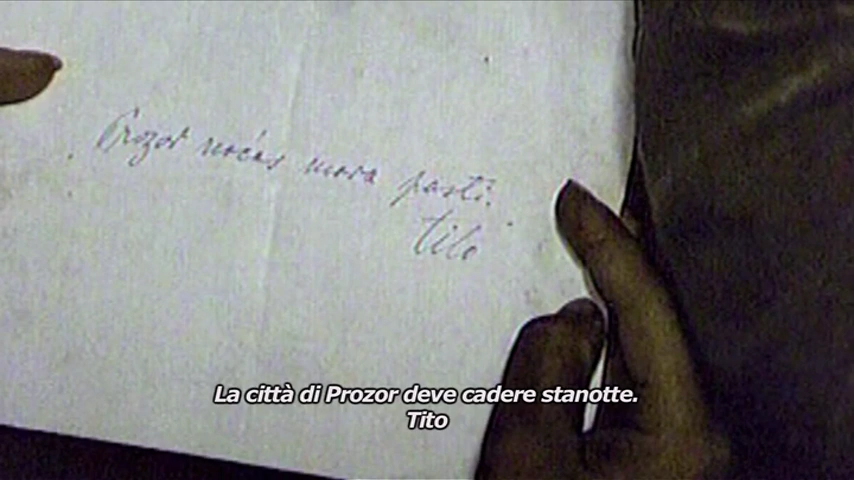 Prozor noćas mora pasti.
Tito
La città di Prozor deve cadere stanotte.
Tito